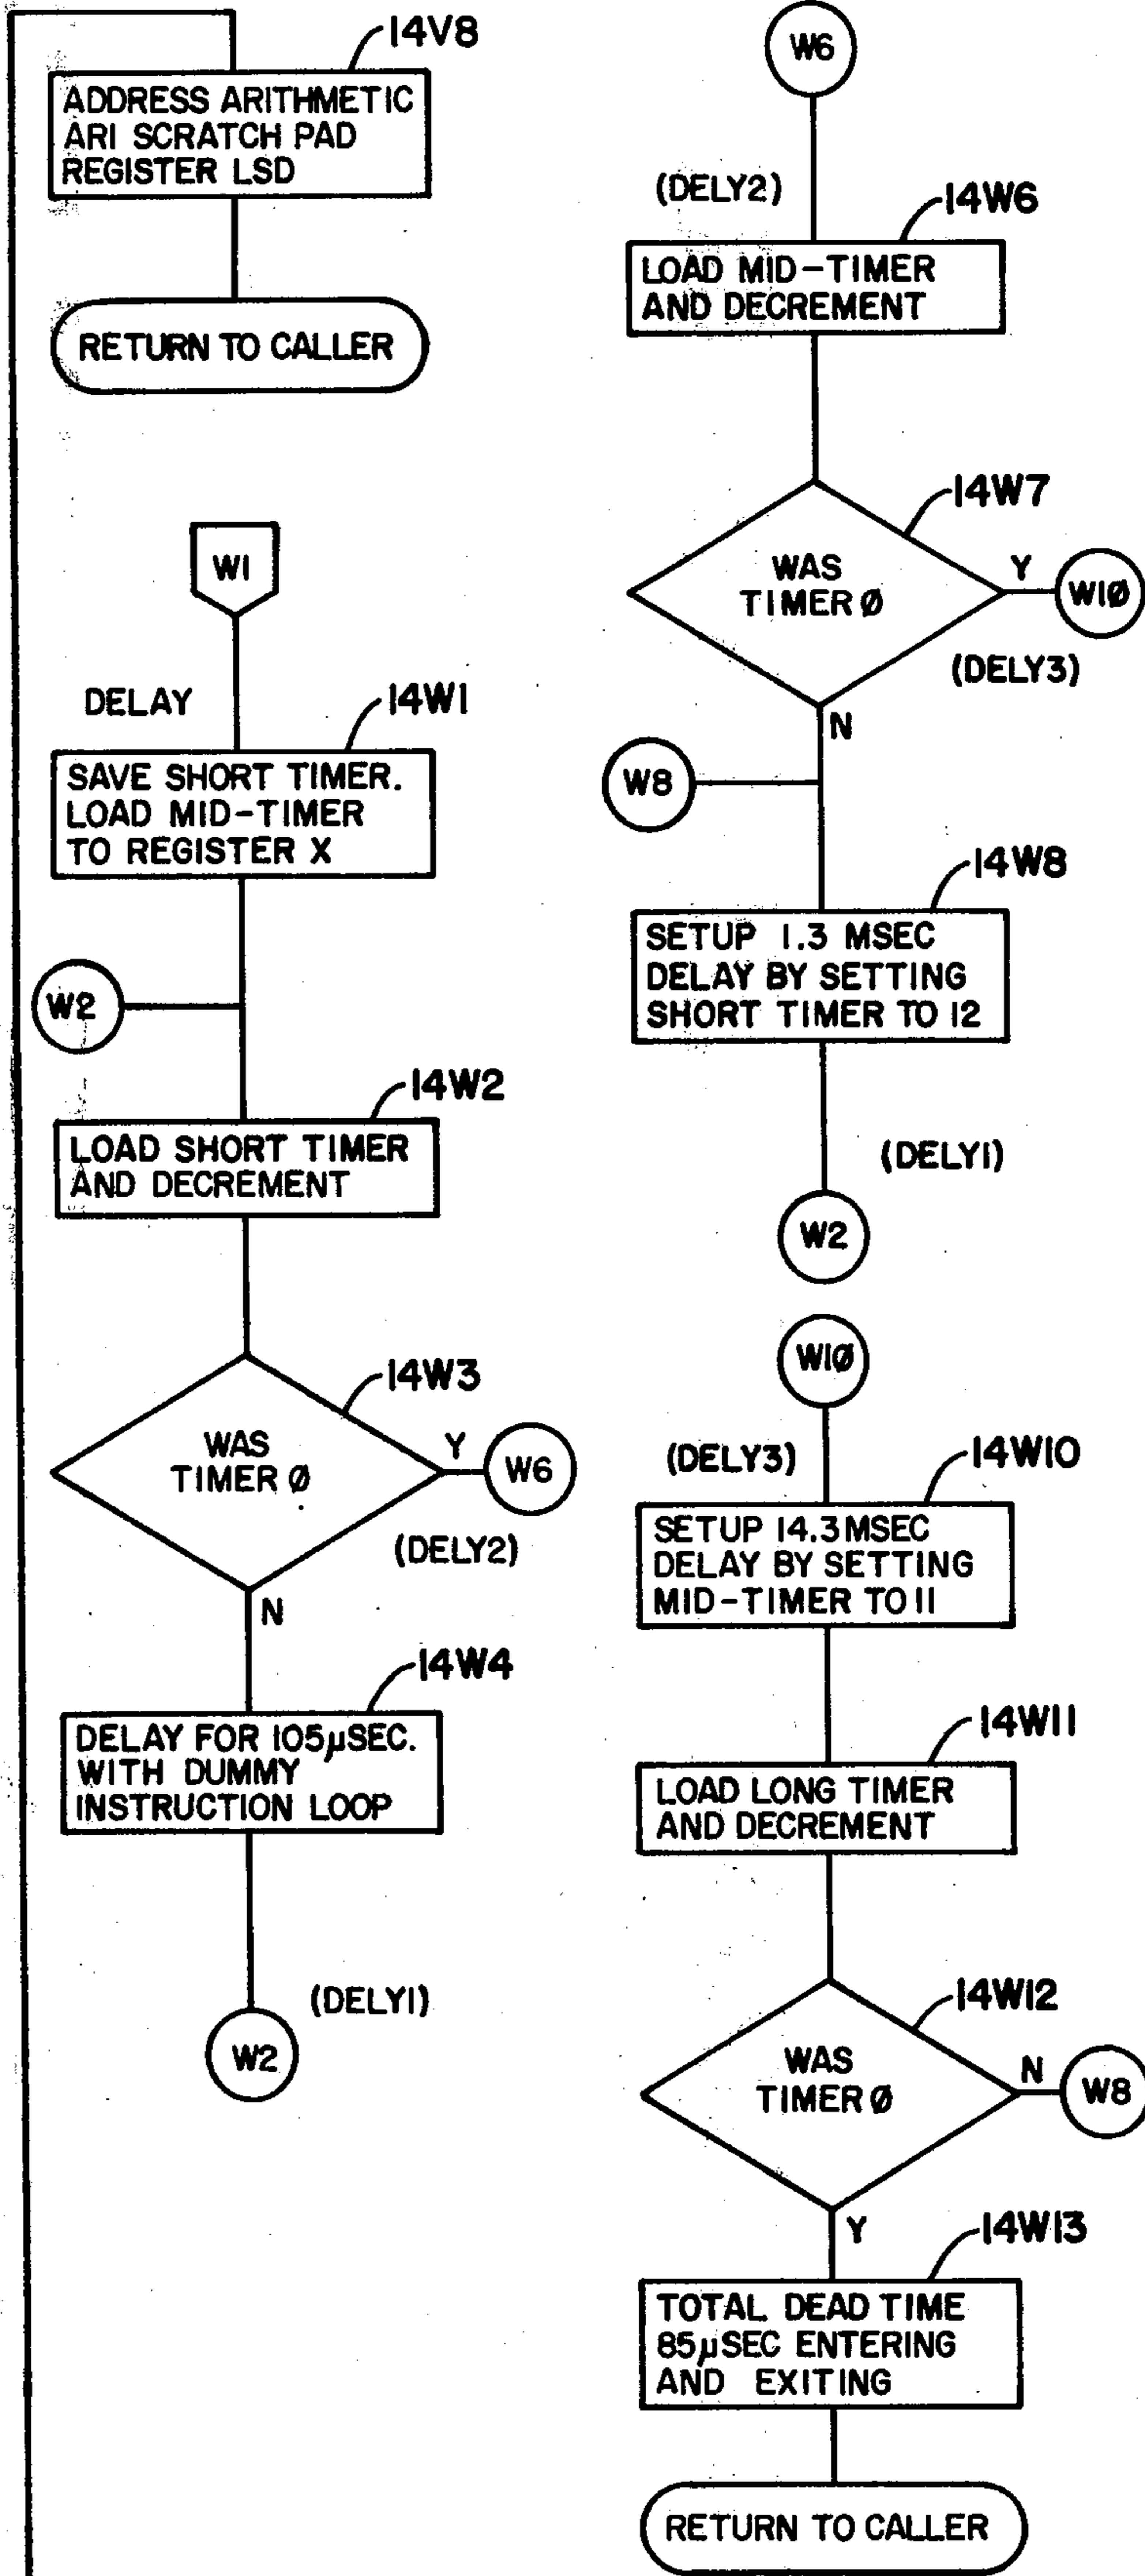 14V8
ADDRESS ARITHMETIC
ARI SCRATCH PAD
REGISTER LSD
RETURN TO CALLER
W1
DELAY
14W1
SAVE SHORT TIMER.
LOAD MID-TIMER
TO REGISTER X
W2
14W2
LOAD SHORT TIMER
AND DECREMENT
14W3
WAS
TIMER Ø
Y
W6
(DELY2)
N
14W4
DELAY FOR 105µSEC.
WITH DUMMY
INSTRUCTION LOOP
(DELY1)
W2
W6
(DELY2)
14W6
LOAD MID-TIMER
AND DECREMENT
14W7
WAS
TIMER Ø
Y
W1Ø
(DELY3)
N
W8
14W8
SETUP 1.3 MSEC
DELAY BY SETTING
SHORT TIMER TO 12
(DELY1)
W2
W1Ø
(DELY3)
14W10
SETUP 14.3 MSEC
DELAY BY SETTING
MID-TIMER TO 11
14W11
LOAD LONG TIMER
AND DECREMENT
14W12
WAS
TIMER Ø
N
W8
Y
14W13
TOTAL DEAD TIME
85µSEC ENTERING
AND EXITING
RETURN TO CALLER